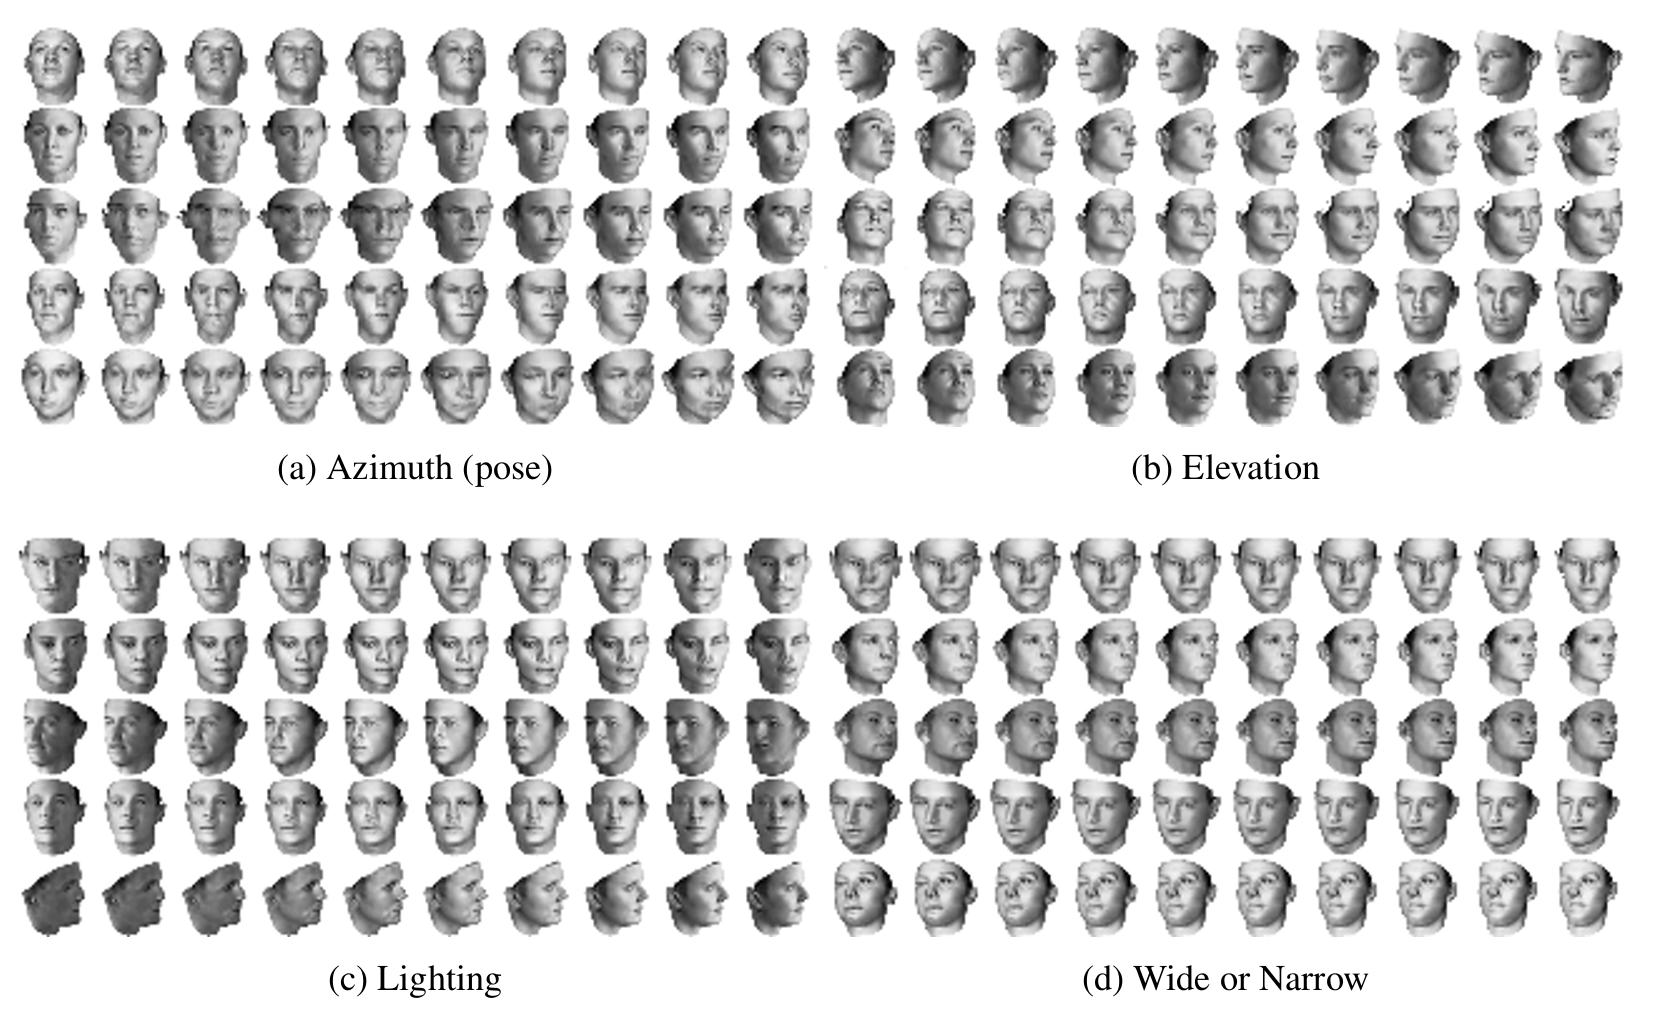 (a) Azimuth (pose)
(b) Elevation
(c) Lighting
(d) Wide or Narrow